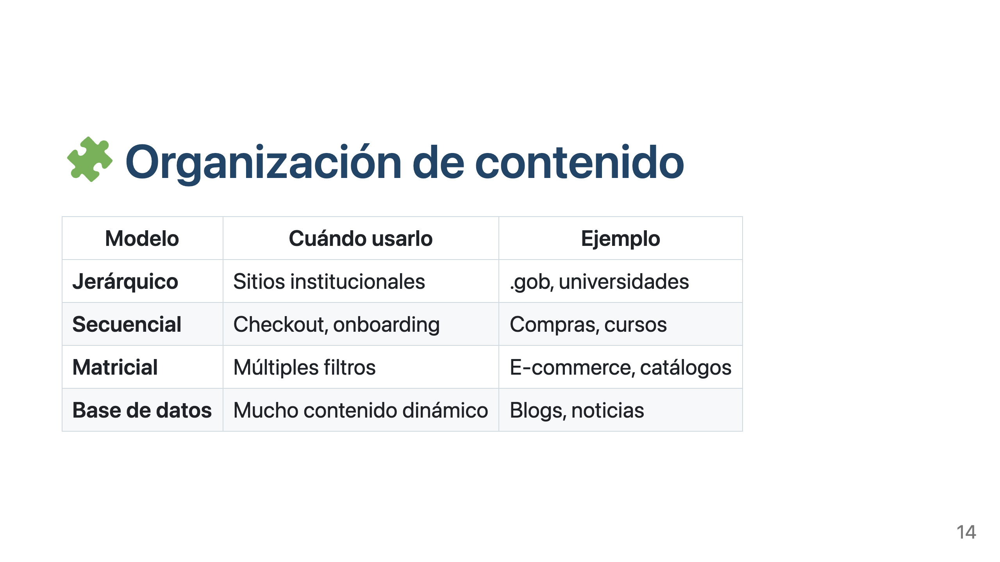 Organización de contenido
Modelo Cuándo usarlo Ejemplo
Jerárquico Sitios institucionales .gob, universidades
Secuencial Checkout, onboarding Compras, cursos
Matricial Múltiples filtros E-commerce, catálogos
Base de datos Mucho contenido dinámico Blogs, noticias
14